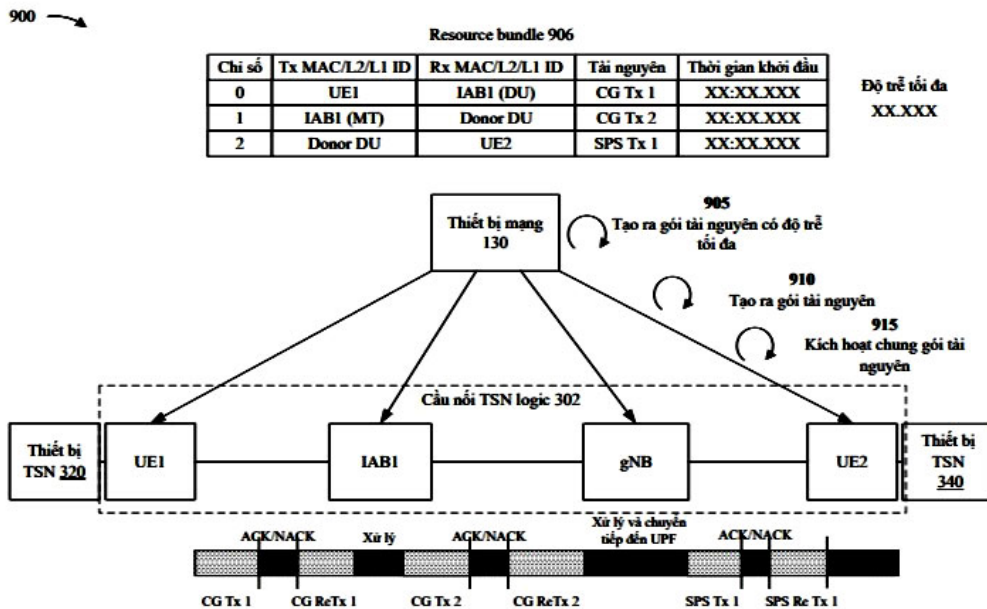 900
Resource bundle 906
Chỉ số Tx MAC/L2/L1 ID Rx MAC/L2/L1 ID Tài nguyên Thời gian khởi đầu
0 UE1 IAB1 (DU) CG Tx 1 XX:XX.XXX
1 IAB1 (MT) Donor DU CG Tx 2 XX:XX.XXX
2 Donor DU UE2 SPS Tx 1 XX:XX.XXX
Độ trễ tối đa
XX.XXX
Thiết bị mạng
130
905
Tạo ra gói tài nguyên có độ trễ
tối đa
910
Tạo ra gói tài nguyên
915
Kích hoạt chung gói tài
nguyên
Cầu nối TSN logic 302
Thiết bị
TSN 320
UE1
IAB1
gNB
UE2
Thiết bị
TSN
340
ACK/NACK
Xử lý
ACK/NACK
Xử lý và chuyển
tiếp đến UPF
ACK/NACK
CG Tx 1
CG ReTx 1
CG Tx 2
CG ReTx 2
SPS Tx 1
SPS Re Tx 1